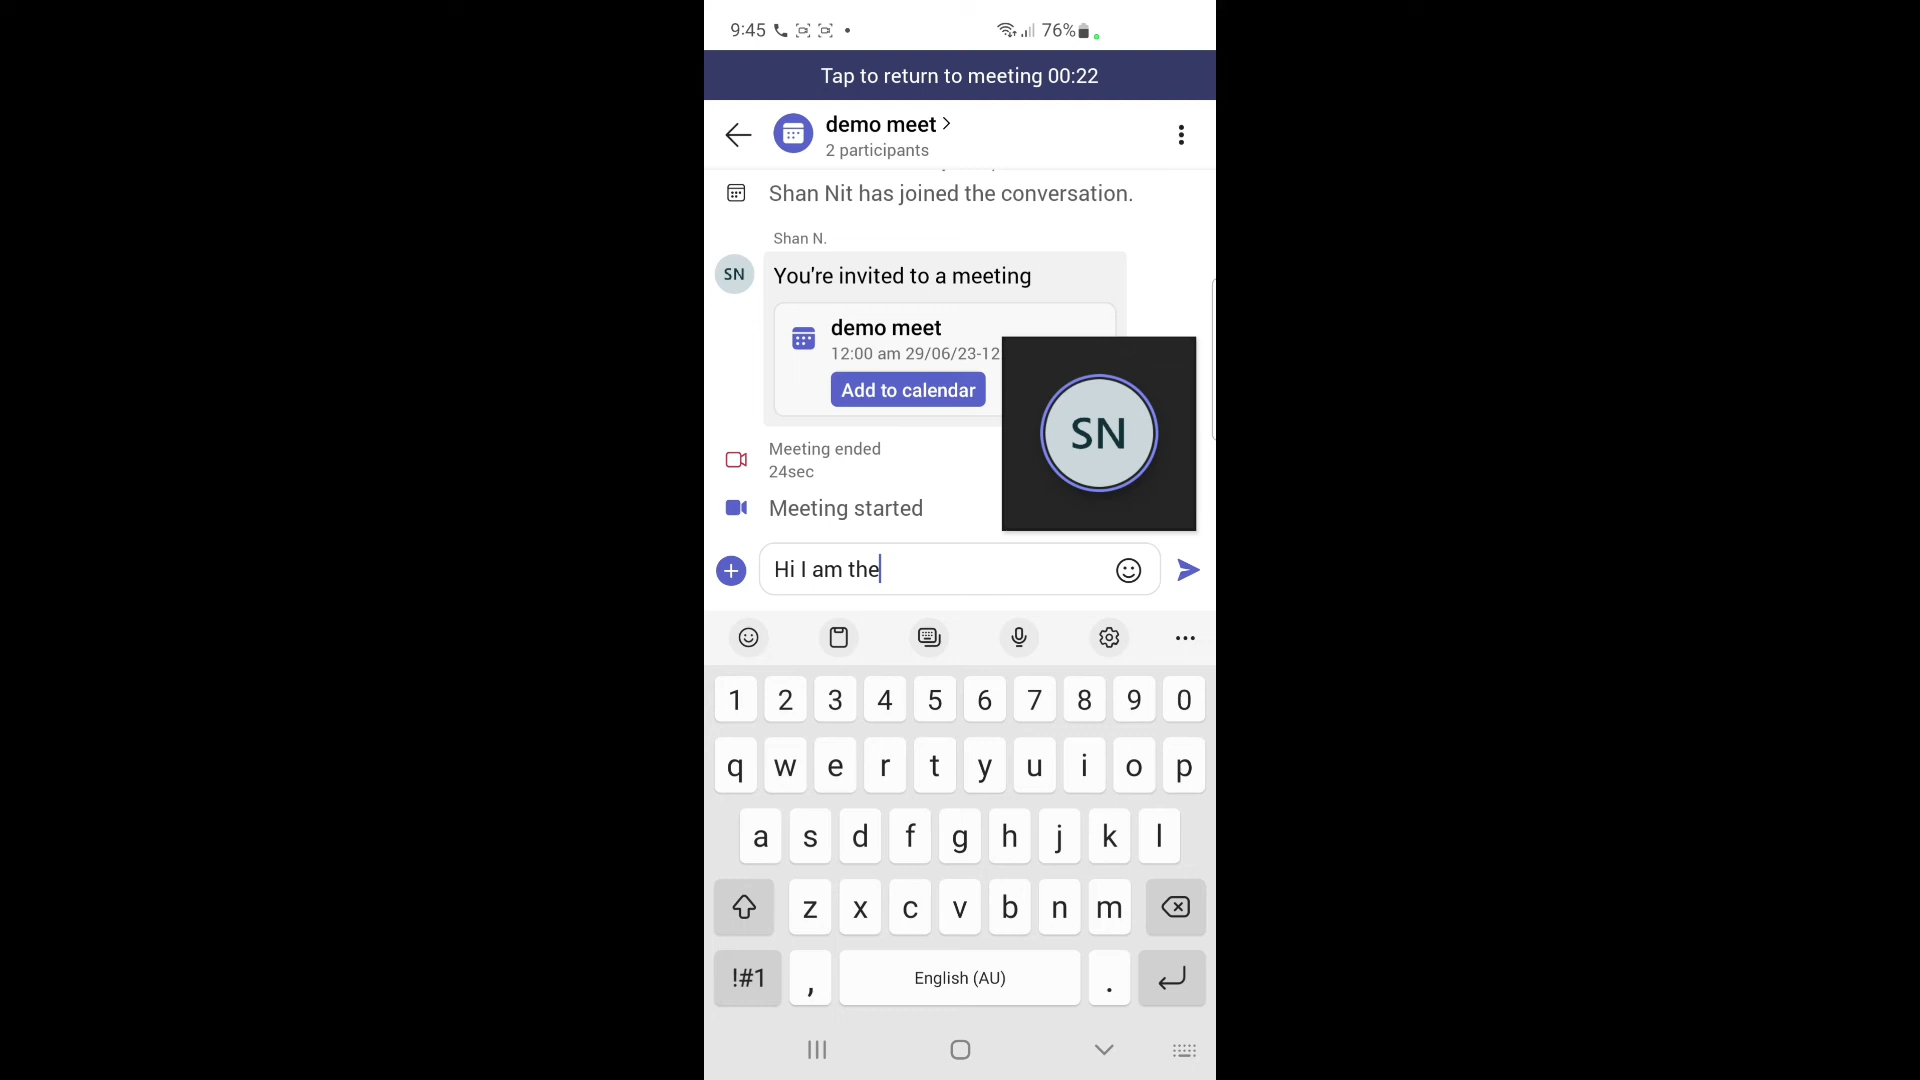 9:45
76%
Tap to return to meeting 00:22
demo meet
2 participants
Shan Nit has joined the conversation.
Shan N.
SN
You're invited to a meeting
demo meet
12:00 am 29/06/23-12
Add to calendar
SN
Meeting ended
24sec
Meeting started
Hi I am the
1 2 3 4 5 6 7 8 9 0
q w e r t y u i o p
a s d f g h j k l
z x c v b n m
!#1 , English (AU) .